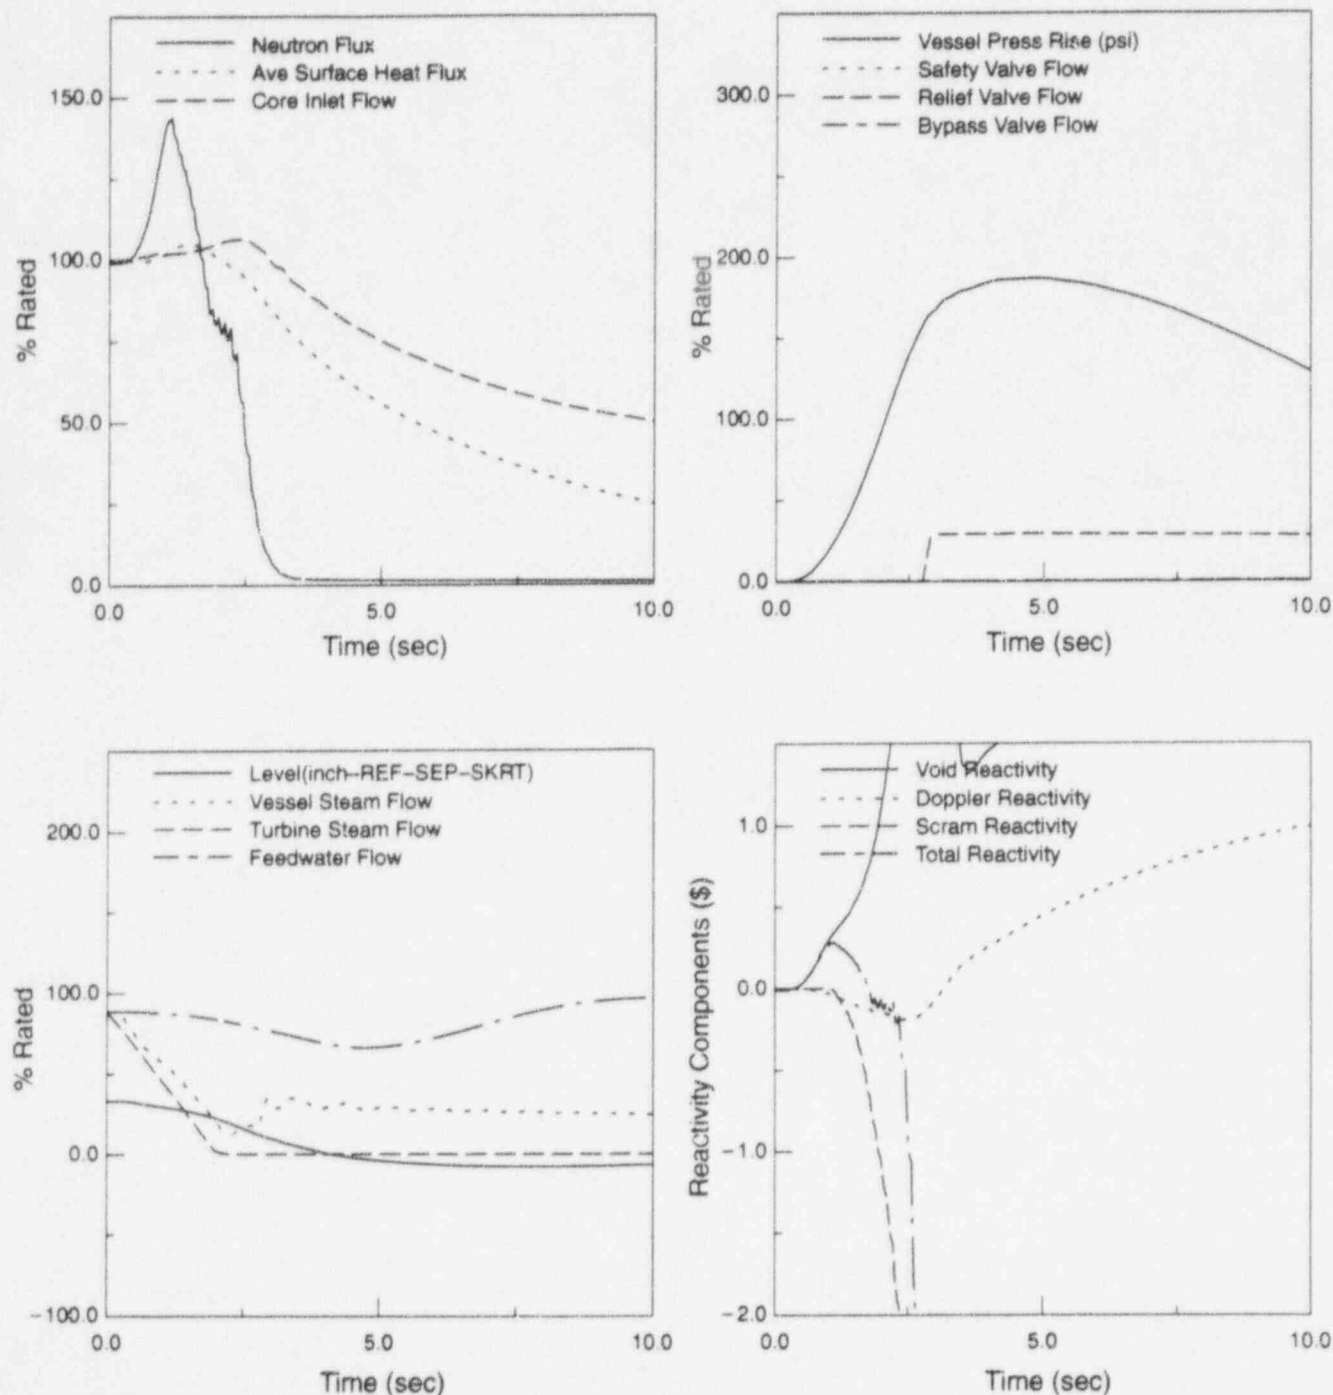 Neutron Flux
Ave Surface Heat Flux
Core Inlet Flow
150.0
100.0
50.0
0.0
% Rated
0.0
5.0
10.0
Time (sec)
Vessel Press Rise (psi)
Safety Valve Flow
Relief Valve Flow
Bypass Valve Flow
300.0
200.0
100.0
0.0
% Rated
0.0
5.0
10.0
Time (sec)
Level(inch-REF-SEP-SKRT)
Vessel Steam Flow
Turbine Steam Flow
Feedwater Flow
200.0
100.0
0.0
-100.0
% Rated
0.0
5.0
10.0
Time (sec)
Void Reactivity
Doppler Reactivity
Scram Reactivity
Total Reactivity
1.0
0.0
-1.0
-2.0
Reactivity Components ($)
0.0
5.0
10.0
Time (sec)